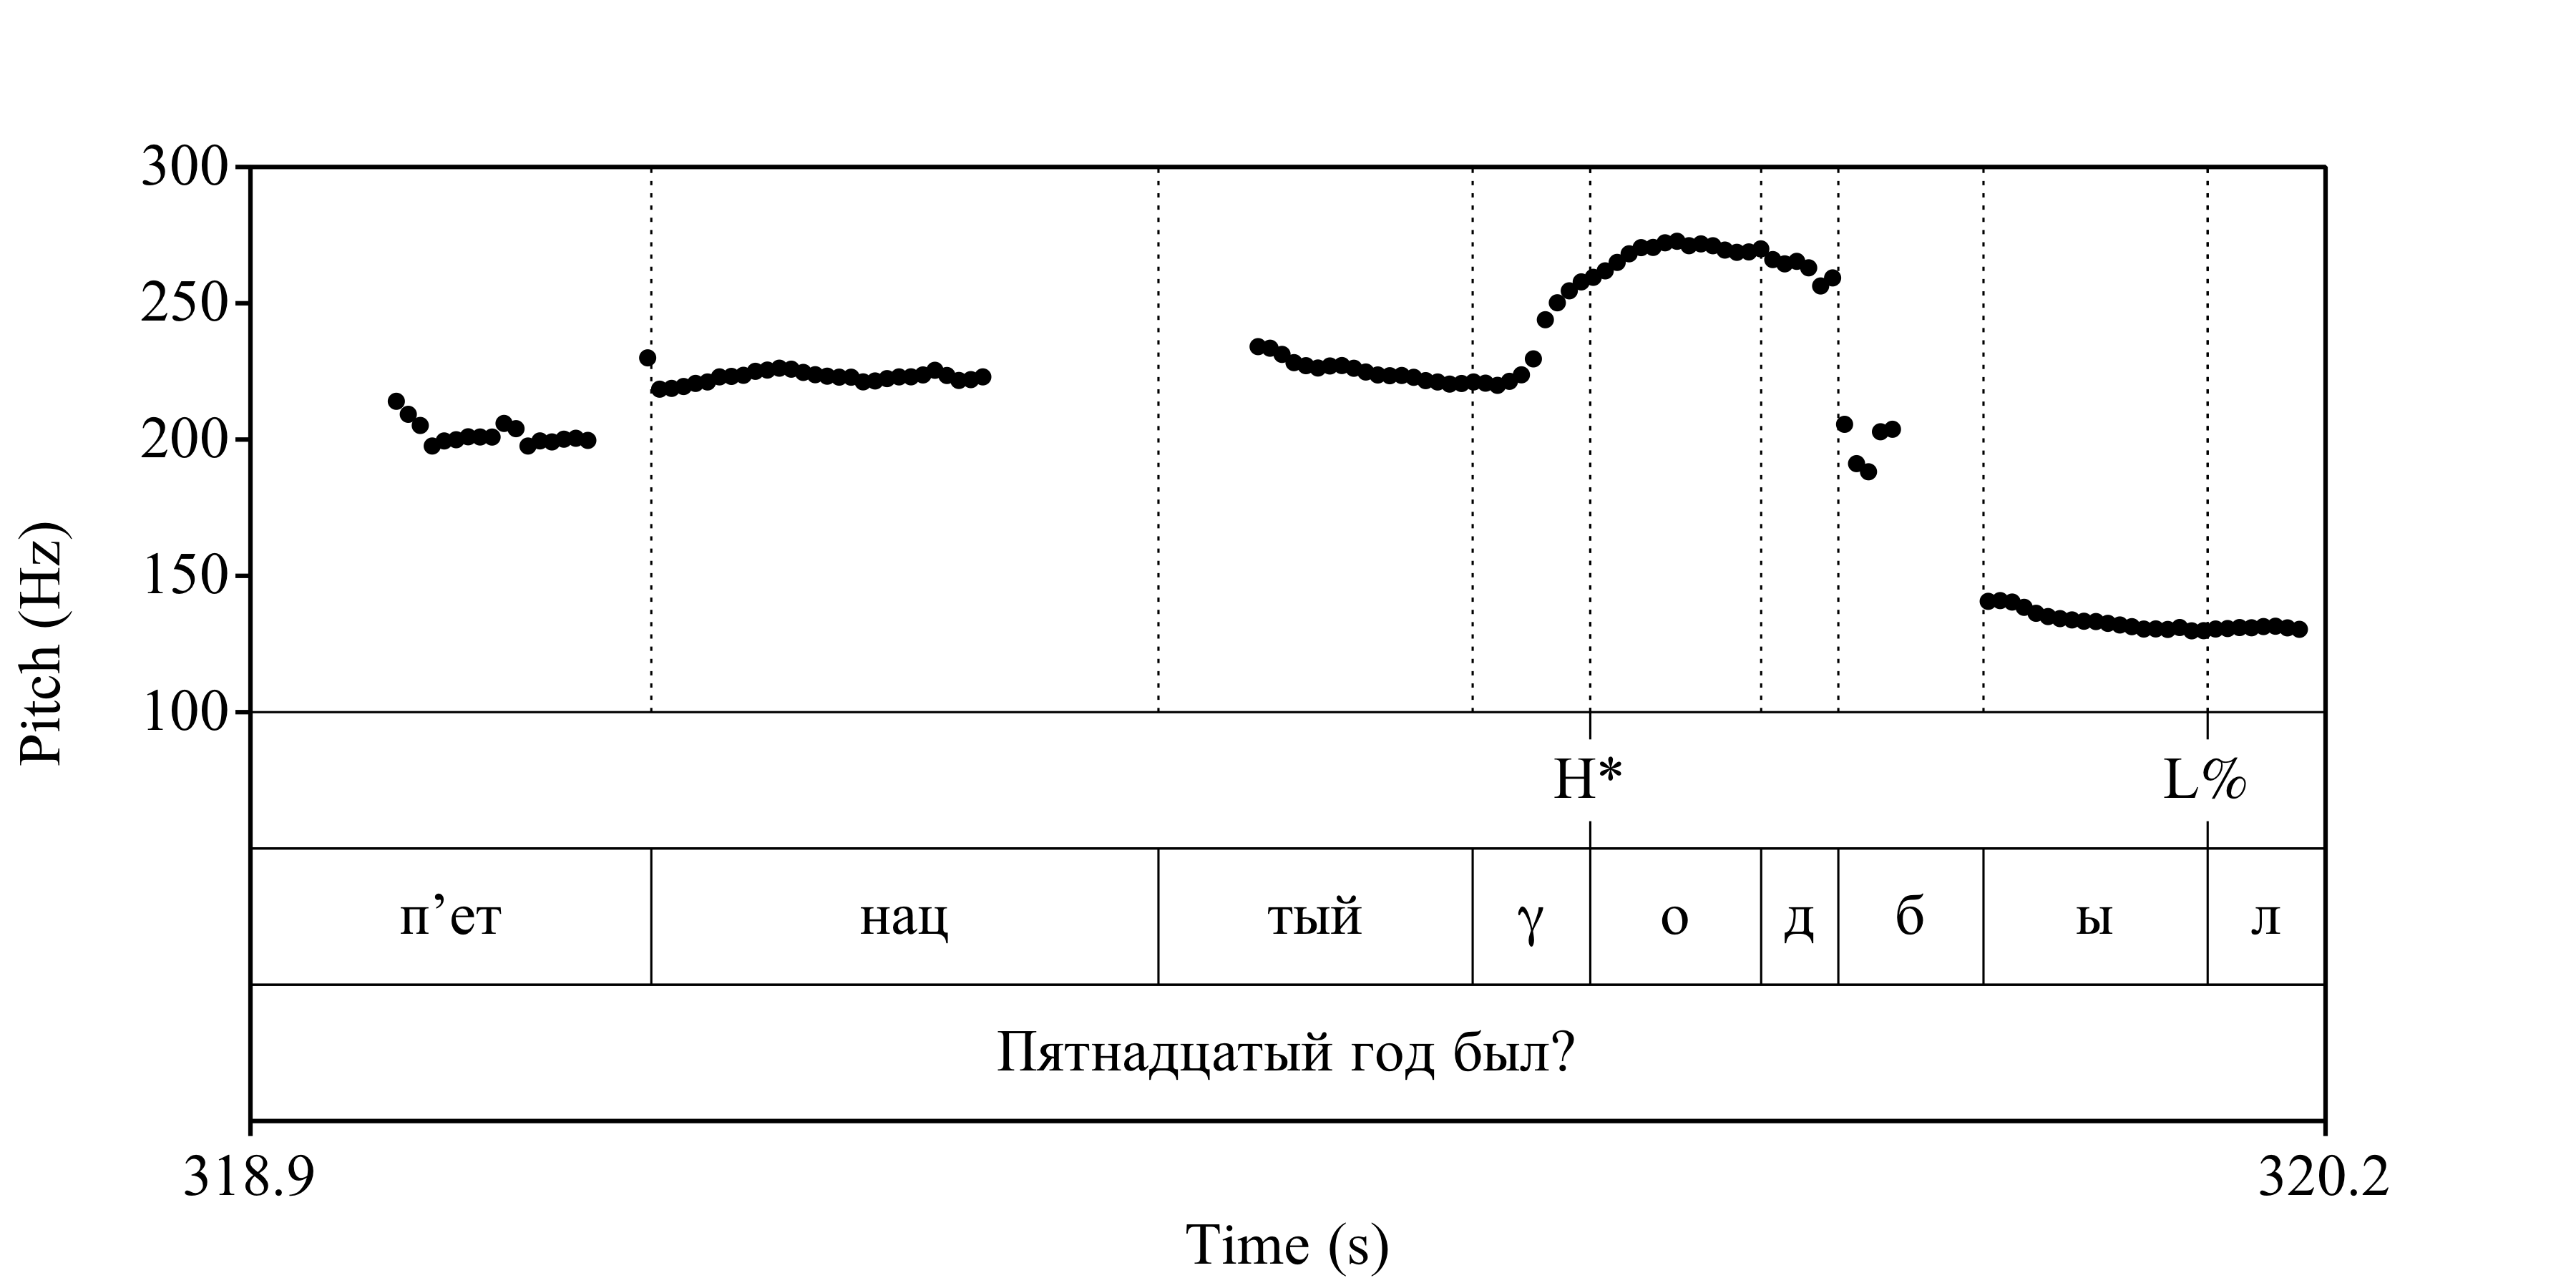 300
250
200
150
100
Pitch (Hz)
H* L%
п’ет нац тый γ о д б ы л
Пятнадцатый год был?
318.9 320.2
Time (s)